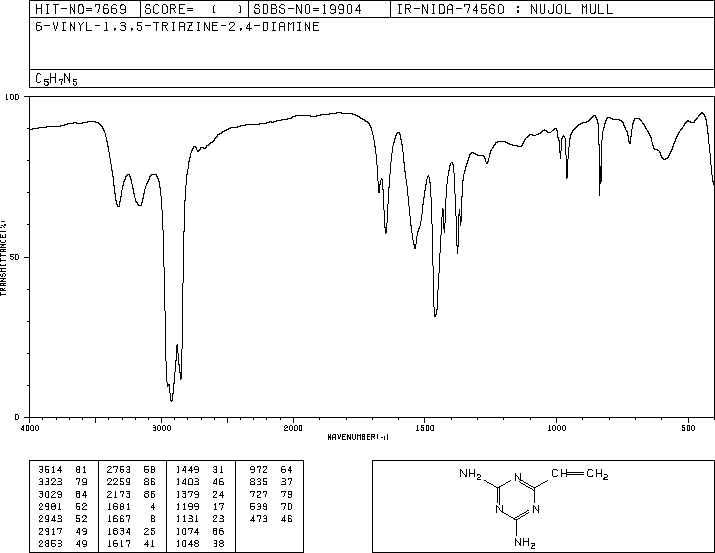 HIT-NO=7669 SCORE= ( ) SDBS-NO=19904 IR-NIDA-74560 : NUJOL MULL
6-VINYL-1,3,5-TRIAZINE-2,4-DIAMINE
C5H7N5
100
TRANSMITTANCE(%)
50
0
4000 3000 2000 1500 1000 500
WAVENUMBER(-1)
3514 81 2753 58 1449 31 972 64
3323 79 2259 86 1403 46 835 37
3029 84 2173 86 1379 24 727 79
2981 52 1681 4 1199 17 639 70
2943 52 1667 8 1131 23 473 46
2917 49 1634 25 1074 86
2863 49 1617 41 1048 38
NH2 N CH=CH2
N N
NH2